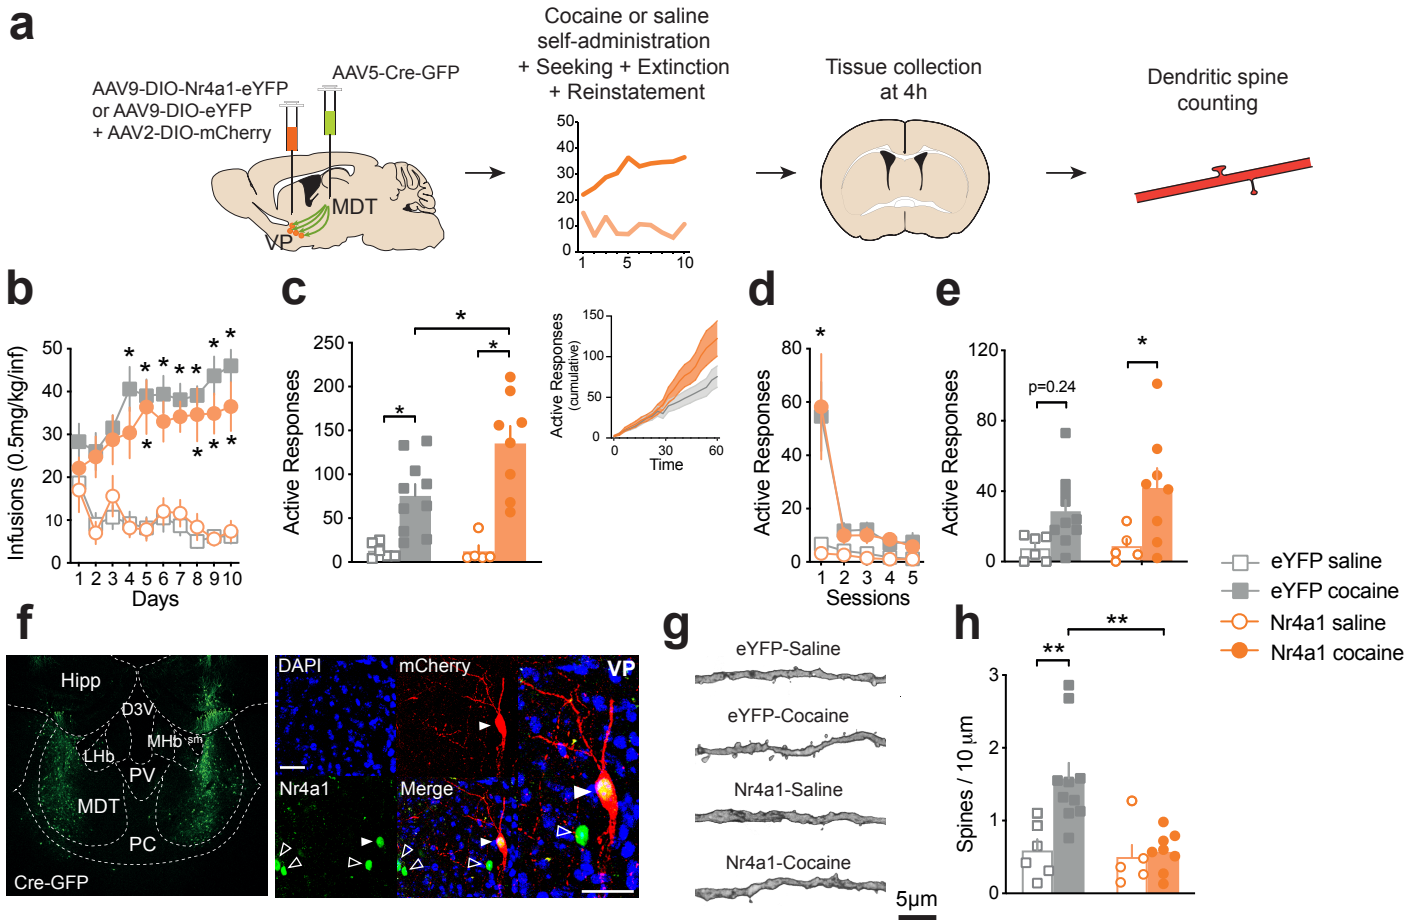 a
AAV9-DIO-Nr4a1-eYFP
or AAV9-DIO-eYFP
+ AAV2-DIO-mCherry
AAV5-Cre-GFP
MDT
VP
Cocaine or saline
self-administration
+ Seeking + Extinction
+ Reinstatement
50
40
30
20
10
0
1
5
10
Tissue collection
at 4h
Dendritic spine
counting
b
Infusions (0.5mg/kg/inf)
50
40
30
20
10
0
* * * * * * *
* * * *
1 2 3 4 5 6 7 8 9 10
Days
c
Active Responses
250
200
150
100
50
0
*
*
*
Active Responses
(cumulative)
150
100
50
0
0 30 60
Time
d
Active Responses
80
60
40
20
0
*
1 2 3 4 5
Sessions
e
Active Responses
120
80
40
0
p=0.24
*
eYFP saline
eYFP cocaine
Nr4a1 saline
Nr4a1 cocaine
f
Hipp
D3V
MHb
sm
LHb
PV
MDT
PC
Cre-GFP
DAPI
mCherry
VP
Nr4a1
Merge
g
eYFP-Saline
eYFP-Cocaine
Nr4a1-Saline
Nr4a1-Cocaine
5μm
h
Spines / 10 μm
3
2
1
0
**
**